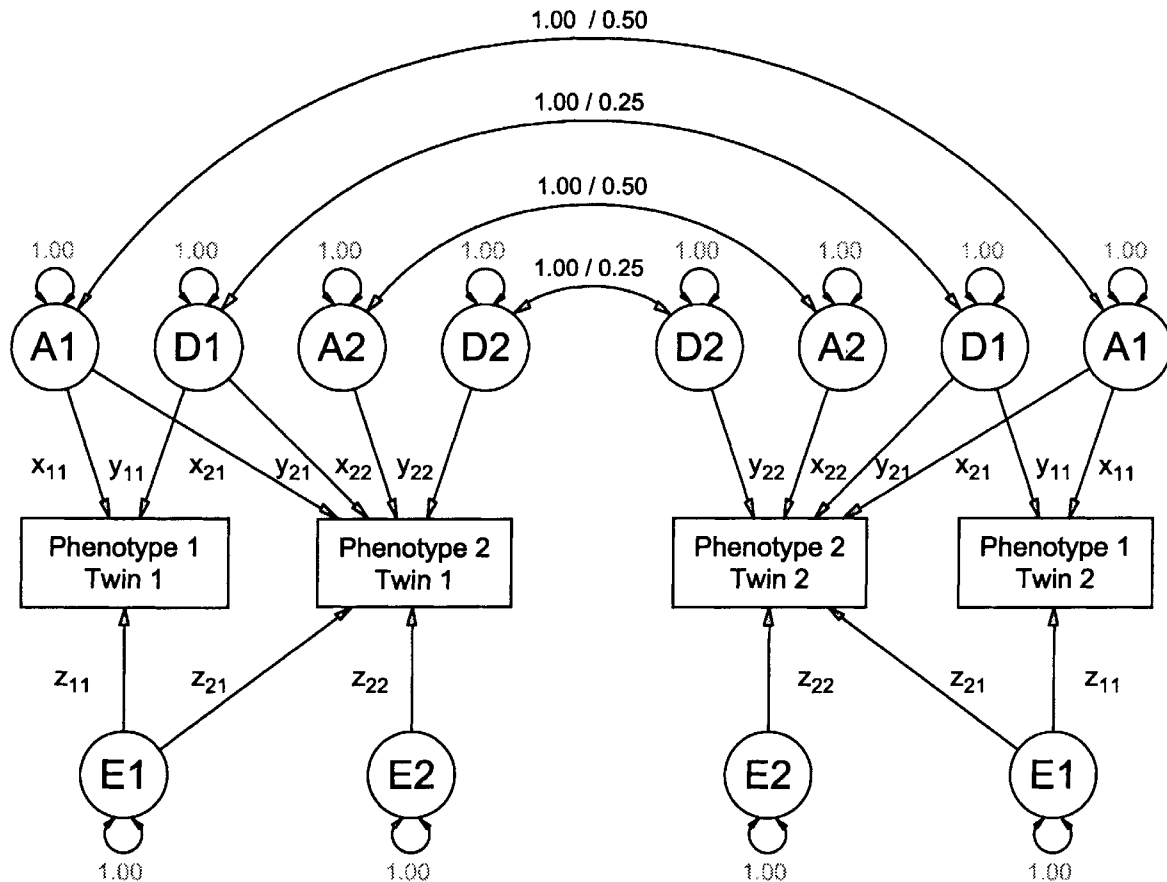 1.00 / 0.50
1.00 / 0.25
1.00 / 0.50
1.00 / 0.25
1.00 1.00 1.00 1.00 1.00 1.00 1.00 1.00
A1 D1 A2 D2 D2 A2 D1 A1
x11 y11 x21 y21 x22 y22 y22 x22 y21 x21 y11 x11
Phenotype 1 Phenotype 2 Phenotype 2 Phenotype 1
Twin 1 Twin 1 Twin 2 Twin 2
z11 z21 z22 z22 z21 z11
E1 E2 E2 E1
1.00 1.00 1.00 1.00